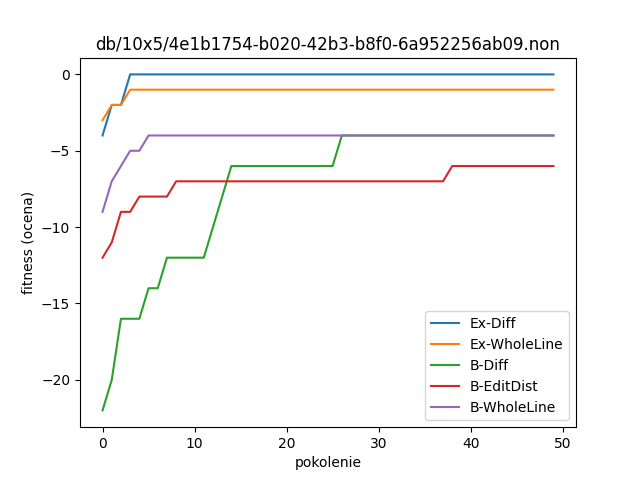 db/10x5/4e1b1754-b020-42b3-b8f0-6a952256ab09.non
fitness (ocena)
0
−5
−10
−15
−20
0
10
20
30
40
50
pokolenie
Ex-Diff
Ex-WholeLine
B-Diff
B-EditDist
B-WholeLine